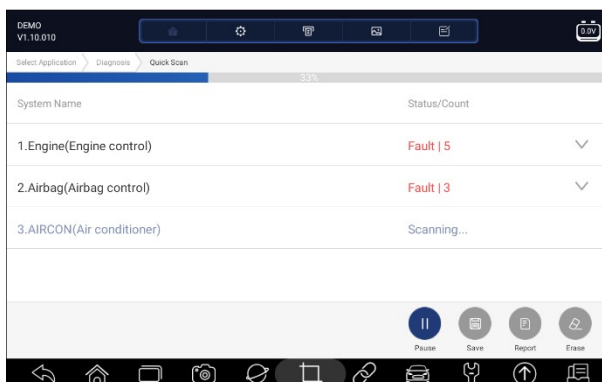 DEMO
V1.10.010
0.0V
Select Application Diagnosis Quick Scan
33%
System Name Status/Count
1.Engine(Engine control) Fault | 5
2.Airbag(Airbag control) Fault | 3
3.AIRCON(Air conditioner) Scanning...
Pause Save Report Erase